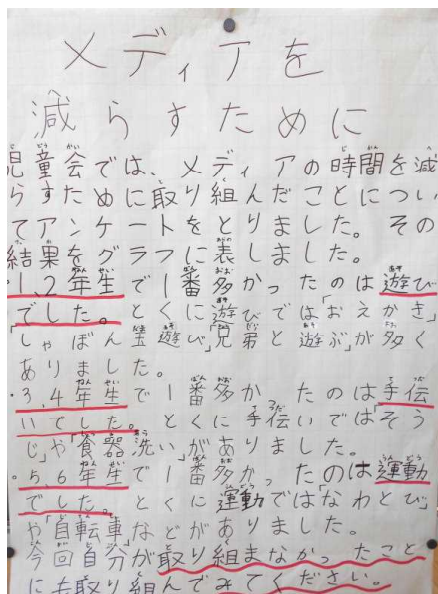 メディアを
減らすために
児童会では、メディアの時間を減
らすために取り組んだことについ
てアンケートをとりました。その
結果をグラフに表しました。
1、2年生で1番多かったのは遊び
でした。とくに遊びでは「おえかき」
「しゃぼん玉遊び」「兄弟と遊ぶ」が多く
ありました。
・3、4年生で1番多かったのは手伝
いでした。とくに手伝いでは「そう
じ」や「食器洗い」がありました。
・5、6年生で1番多かったのは運動
でした。とくに運動では「なわとび」
や「自転車」などがありました。
今回自分が取り組まなかったこと
にも取り組んでみてください。